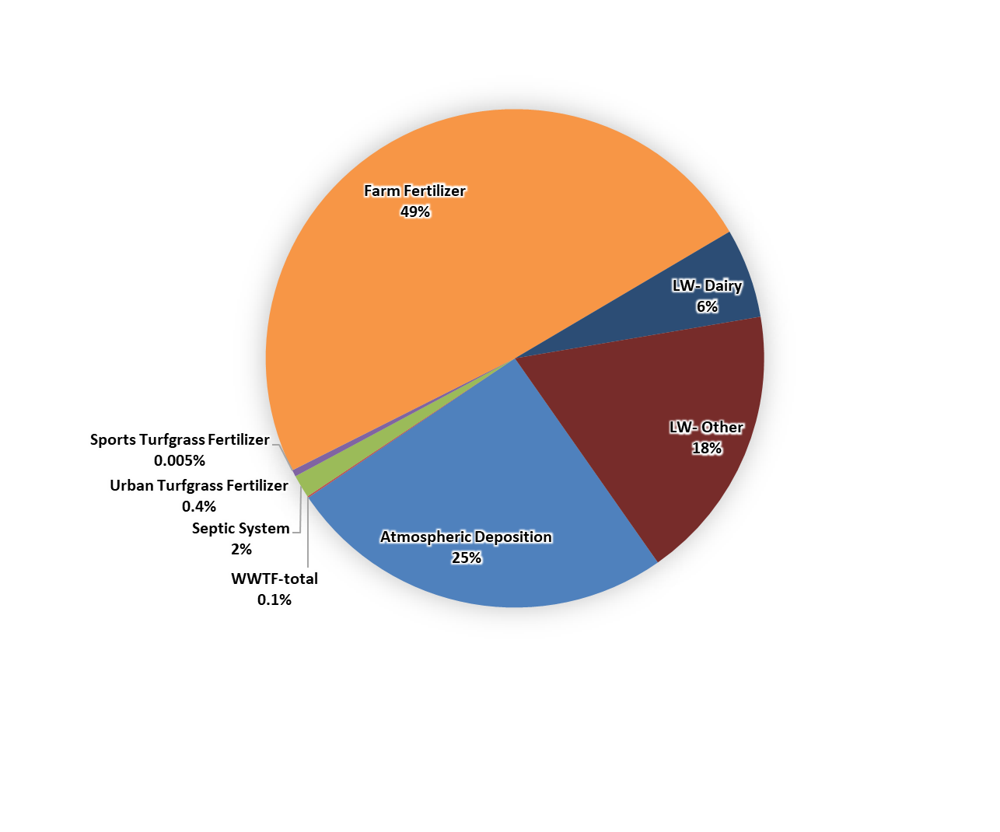 Farm Fertilizer
49%
LW- Dairy
6%
LW- Other
18%
Sports Turfgrass Fertilizer
0.005%
Urban Turfgrass Fertilizer
0.4%
Septic System
2%
Atmospheric Deposition
25%
WWTF-total
0.1%